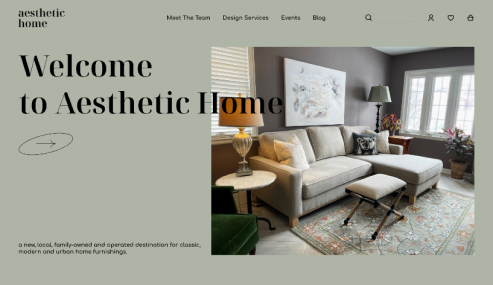 aesthetic
home
Meet The Team
Design Services
Events
Blog
Welcome
to Aesthetic Home
a new, local, family-owned and operated destination for classic,
modern and urban home furnishings.